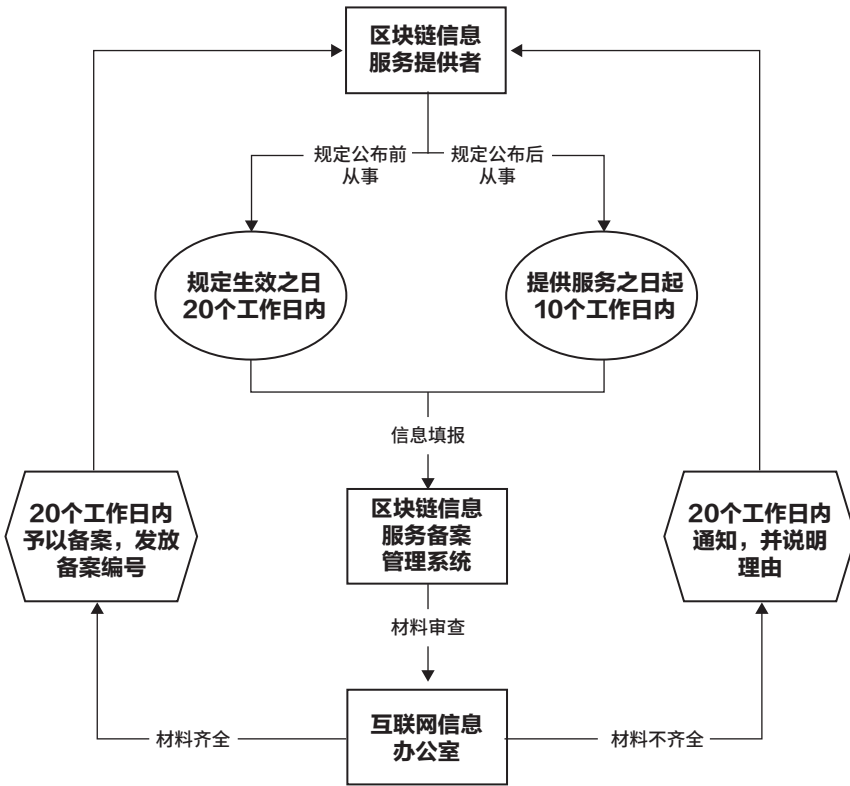 区块链信息
服务提供者
规定公布前
从事
规定公布后
从事
规定生效之日
20个工作日内
提供服务之日起
10个工作日内
信息填报
20个工作日内
予以备案，发放
备案编号
区块链信息
服务备案
管理系统
20个工作日内
通知，并说明
理由
材料审查
材料齐全
互联网信息
办公室
材料不齐全